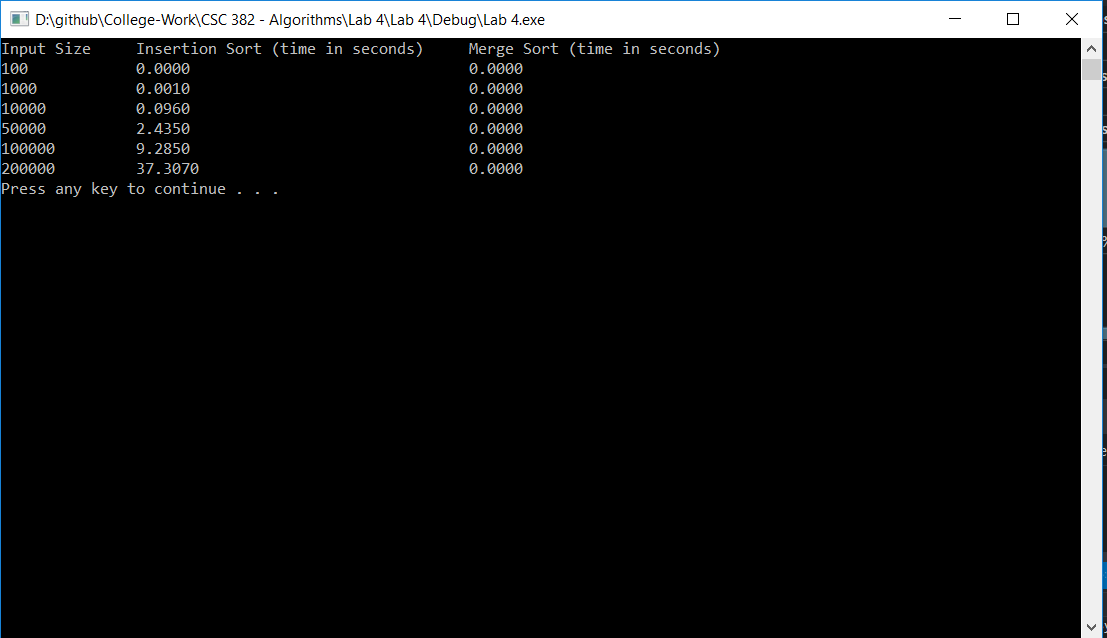 D:\github\College-Work\CSC 382 - Algorithms\Lab 4\Lab 4\Debug\Lab 4.exe
Input Size Insertion Sort (time in seconds) Merge Sort (time in seconds)
100 0.0000 0.0000
1000 0.0010 0.0000
10000 0.0960 0.0000
50000 2.4350 0.0000
100000 9.2850 0.0000
200000 37.3070 0.0000
Press any key to continue . . .